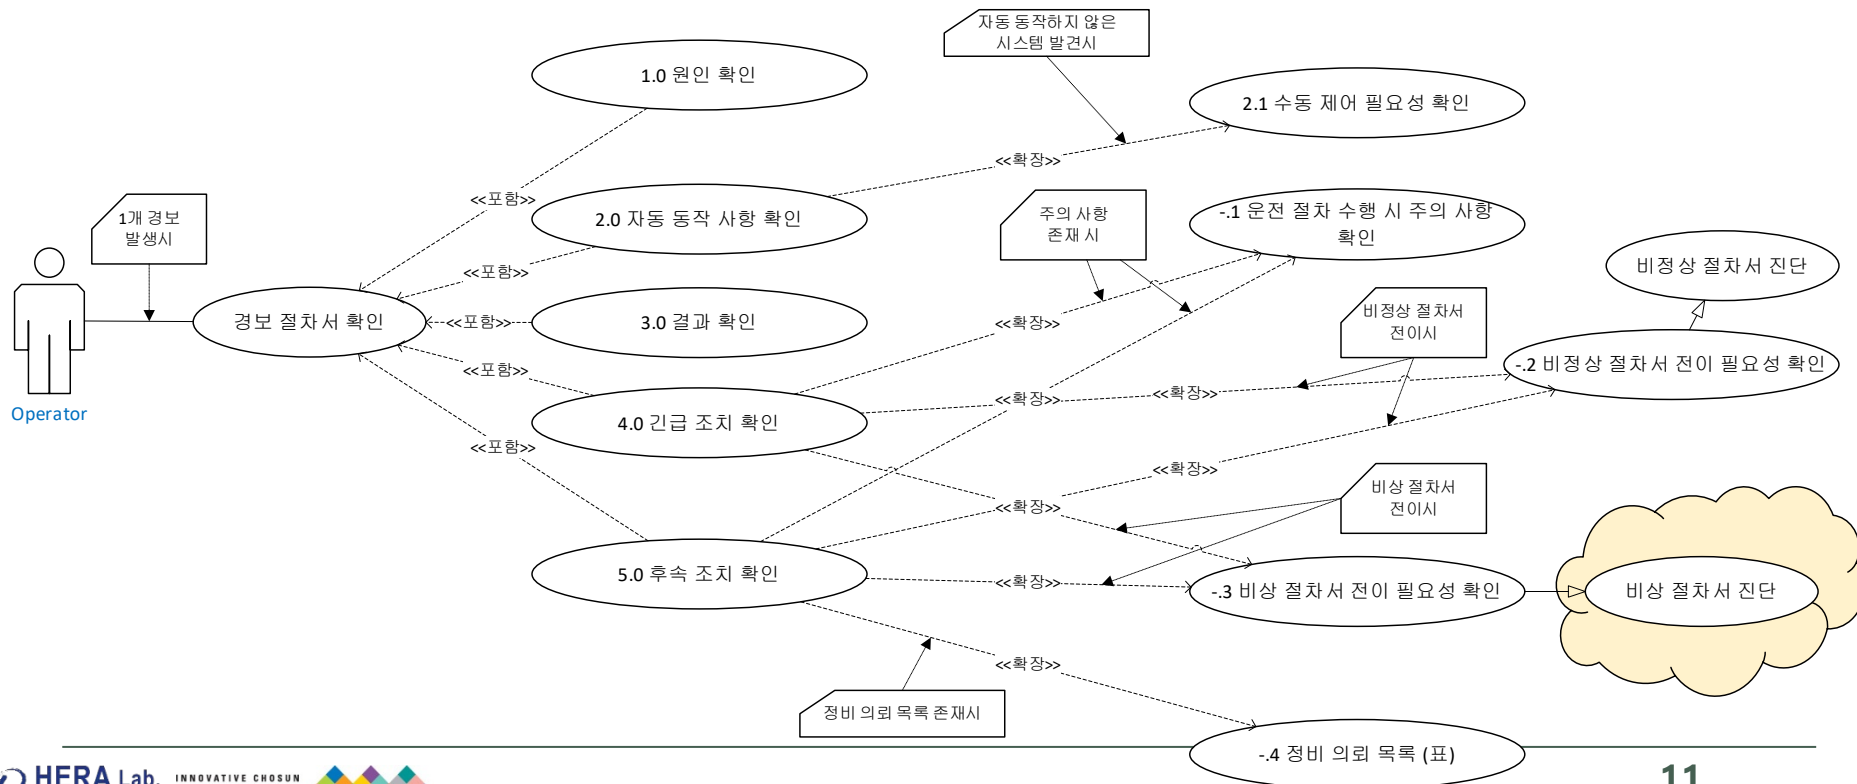 자동 동작하지 않은
시스템 발견시
1.0 원인 확인
2.1 수동 제어 필요성 확인
<<확장>>
<<포함>>
1개 경보
발생시
2.0 자동 동작 사항 확인
주의 사항
존재 시
-.1 운전 절차 수행 시 주의 사항
확인
<<포함>>
비정상 절차서 진단
경보 절차서 확인
<<포함>>
3.0 결과 확인
<<확장>>
비정상 절차서
전이시
-.2 비정상 절차서 전이 필요성 확인
<<포함>>
<<확장>>
<<확장>>
Operator
4.0 긴급 조치 확인
<<포함>>
<<확장>>
비상 절차서
전이시
<<확장>>
5.0 후속 조치 확인
<<확장>>
-.3 비상 절차서 전이 필요성 확인
비상 절차서 진단
<<확장>>
정비 의뢰 목록 존재시
-.4 정비 의뢰 목록 (표)
HERA Lab.
INNOVATIVE CHOSUN
11